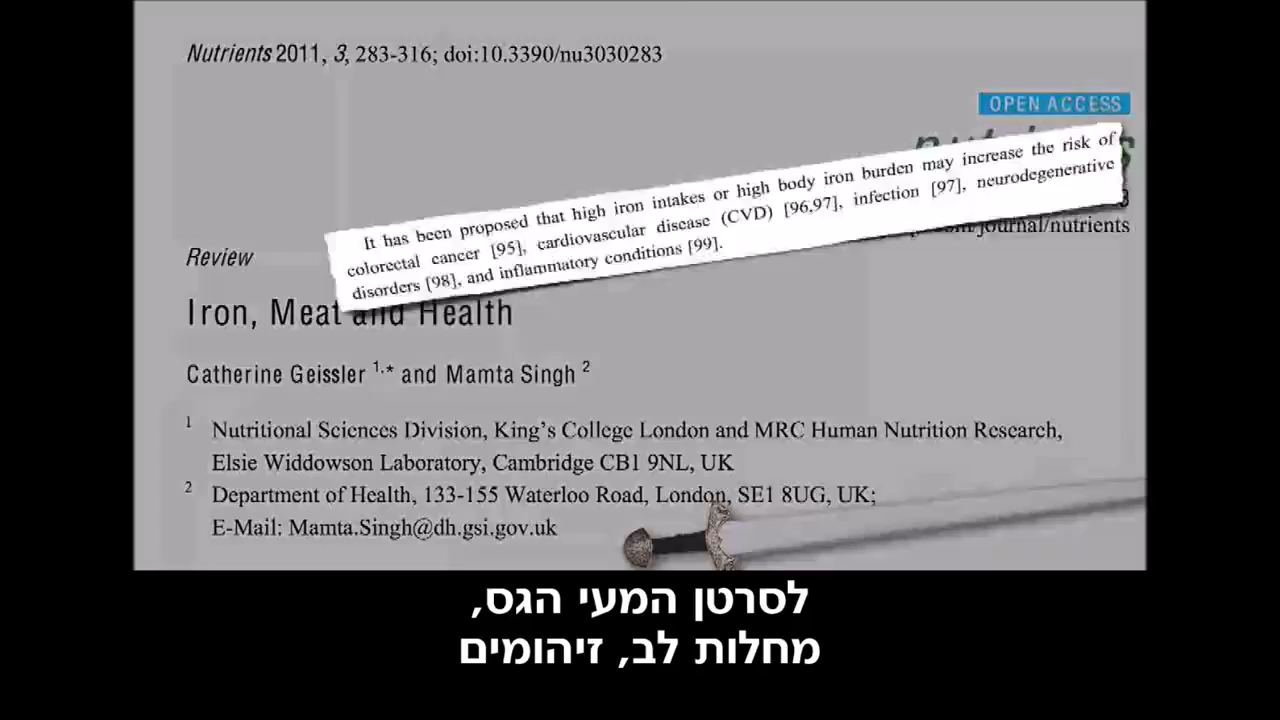 Nutrients 2011, 3, 283-316; doi:10.3390/nu3030283
OPEN ACCESS
It has been proposed that high iron intakes or high body iron burden may increase the risk of
colorectal cancer [95], cardiovascular disease (CVD) [96,97], infection [97], neurodegenerative
disorders [98], and inflammatory conditions [99].
journal/nutrients
Review
Iron, Meat and Health
Catherine Geissler 1,* and Mamta Singh 2
1 Nutritional Sciences Division, King's College London and MRC Human Nutrition Research,
Elsie Widdowson Laboratory, Cambridge CB1 9NL, UK
2 Department of Health, 133-155 Waterloo Road, London, SE1 8UG, UK;
E-Mail: Mamta.Singh@dh.gsi.gov.uk
לסרטן המעי הגס,
מחלות לב, זיהומים